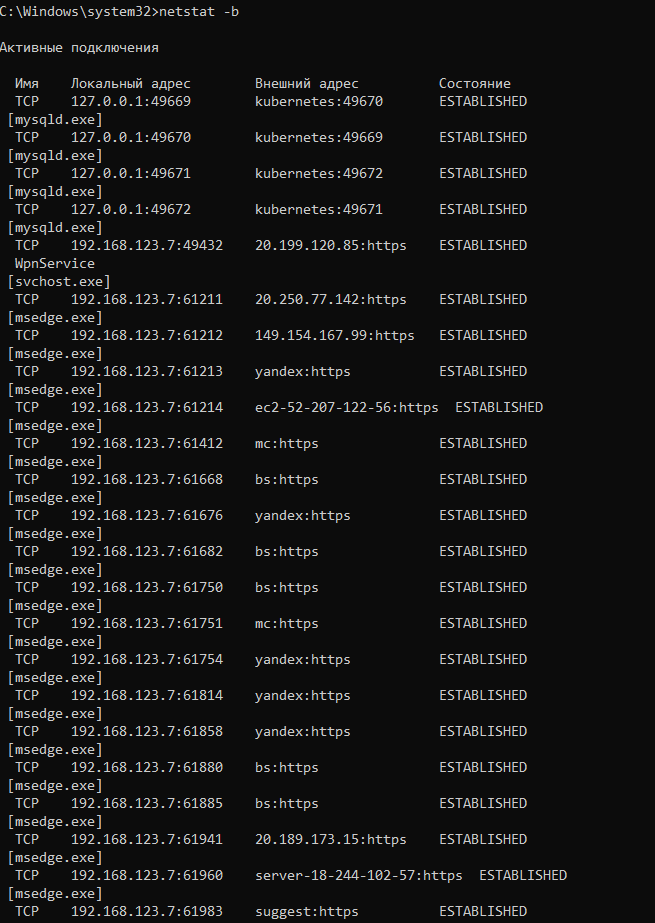 C:\Windows\system32>netstat -b
Активные подключения
Имя Локальный адрес Внешний адрес Состояние
TCP 127.0.0.1:49669 kubernetes:49670 ESTABLISHED
[mysqld.exe]
TCP 127.0.0.1:49670 kubernetes:49669 ESTABLISHED
[mysqld.exe]
TCP 127.0.0.1:49671 kubernetes:49672 ESTABLISHED
[mysqld.exe]
TCP 127.0.0.1:49672 kubernetes:49671 ESTABLISHED
[mysqld.exe]
TCP 192.168.123.7:49432 20.199.120.85:https ESTABLISHED
WpnService
[svchost.exe]
TCP 192.168.123.7:61211 20.250.77.142:https ESTABLISHED
[msedge.exe]
TCP 192.168.123.7:61212 149.154.167.99:https ESTABLISHED
[msedge.exe]
TCP 192.168.123.7:61213 yandex:https ESTABLISHED
[msedge.exe]
TCP 192.168.123.7:61214 ec2-52-207-122-56:https ESTABLISHED
[msedge.exe]
TCP 192.168.123.7:61412 mc:https ESTABLISHED
[msedge.exe]
TCP 192.168.123.7:61668 bs:https ESTABLISHED
[msedge.exe]
TCP 192.168.123.7:61676 yandex:https ESTABLISHED
[msedge.exe]
TCP 192.168.123.7:61682 bs:https ESTABLISHED
[msedge.exe]
TCP 192.168.123.7:61750 bs:https ESTABLISHED
[msedge.exe]
TCP 192.168.123.7:61751 mc:https ESTABLISHED
[msedge.exe]
TCP 192.168.123.7:61754 yandex:https ESTABLISHED
[msedge.exe]
TCP 192.168.123.7:61814 yandex:https ESTABLISHED
[msedge.exe]
TCP 192.168.123.7:61858 yandex:https ESTABLISHED
[msedge.exe]
TCP 192.168.123.7:61880 bs:https ESTABLISHED
[msedge.exe]
TCP 192.168.123.7:61885 bs:https ESTABLISHED
[msedge.exe]
TCP 192.168.123.7:61941 20.189.173.15:https ESTABLISHED
[msedge.exe]
TCP 192.168.123.7:61960 server-18-244-102-57:https ESTABLISHED
[msedge.exe]
TCP 192.168.123.7:61983 suggest:https ESTABLISHED